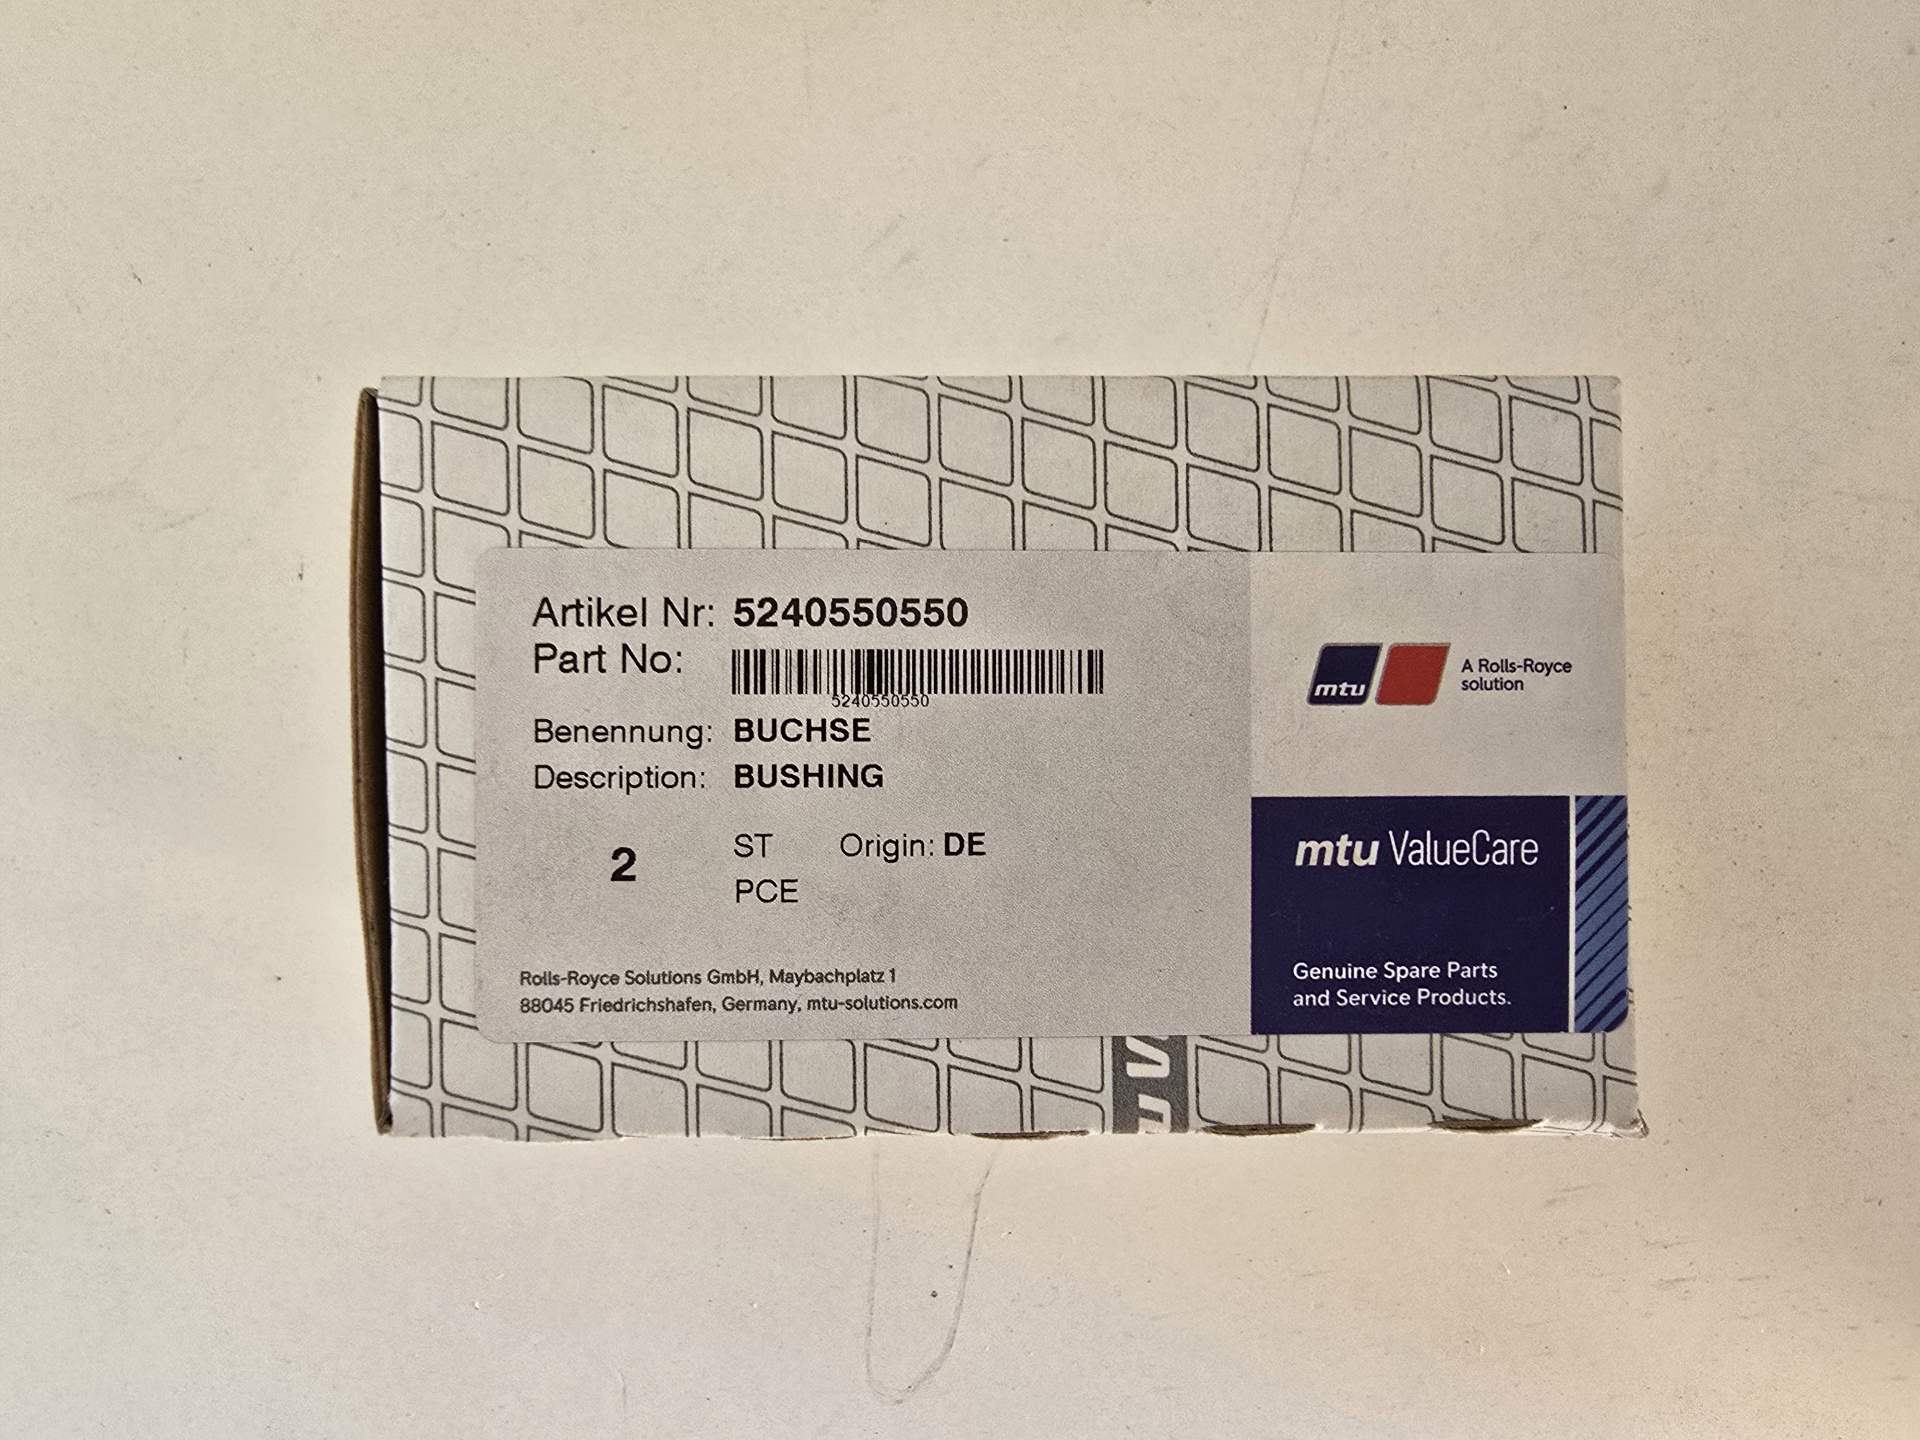 Artikel Nr: 5240550550
Part No:
5240550550
Benennung: BUCHSE
Description: BUSHING
2 ST Origin: DE
PCE
Rolls-Royce Solutions GmbH, Maybachplatz 1
88045 Friedrichshafen, Germany, mtu-solutions.com
mtu
A Rolls-Royce
solution
mtu ValueCare
Genuine Spare Parts
and Service Products.